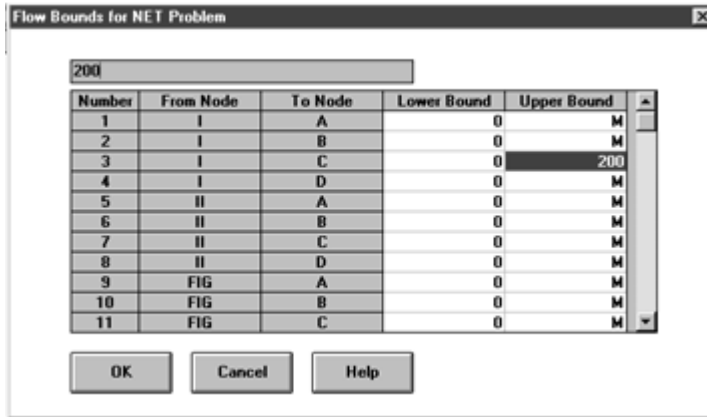 Flow Bounds for NET Problem
200
Number From Node To Node Lower Bound Upper Bound
1 I A 0 M
2 I B 0 M
3 I C 0 200
4 I D 0 M
5 II A 0 M
6 II B 0 M
7 II C 0 M
8 II D 0 M
9 FIG A 0 M
10 FIG B 0 M
11 FIG C 0 M
OK Cancel Help